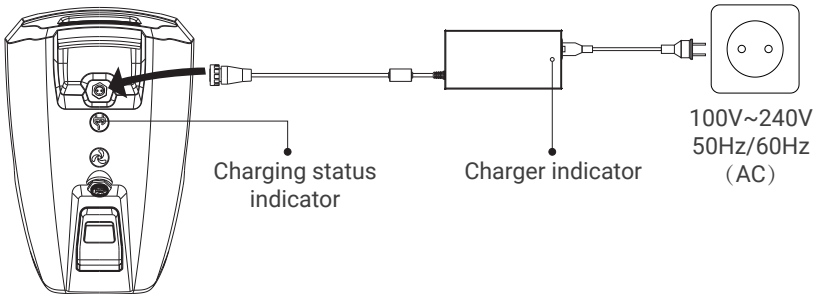 Charging status
indicator
Charger indicator
100V~240V
50Hz/60Hz
（AC）